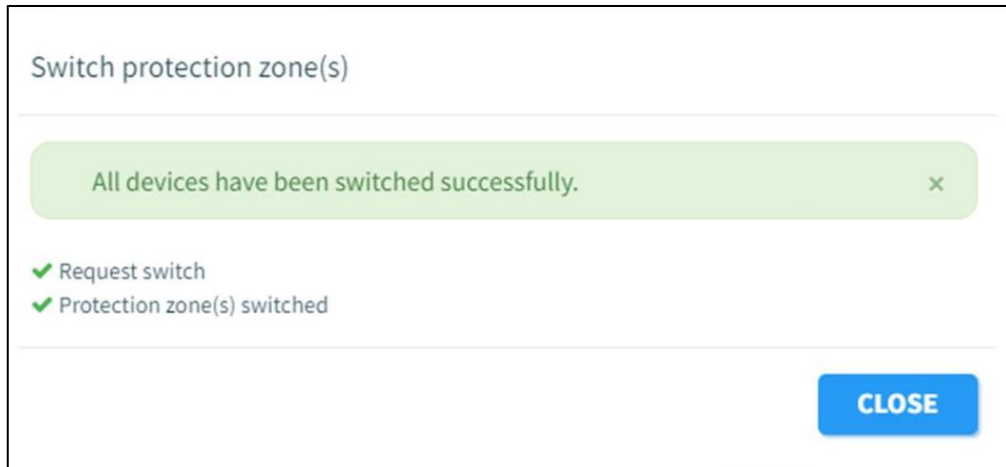 Switch protection zone(s)
All devices have been switched successfully. ×
✔ Request switch
✔ Protection zone(s) switched
CLOSE